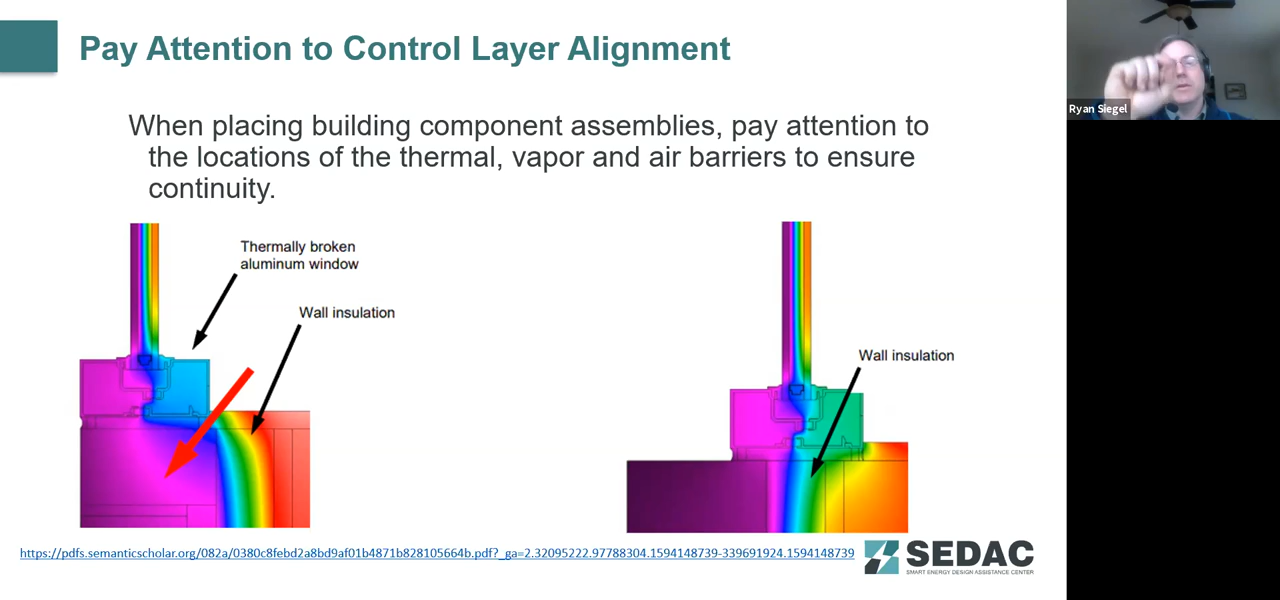 Pay Attention to Control Layer Alignment
Ryan Siegel
When placing building component assemblies, pay attention to
the locations of the thermal, vapor and air barriers to ensure
continuity.
Thermally broken
aluminum window
Wall insulation
Wall insulation
https://pdfs.semanticscholar.org/082a/0380c8febd2a8bd9af01b4871b828105664b.pdf?_ga=2.32095222.97788304.1594148739-339691924.1594148739
SEDAC
SMART ENERGY DESIGN ASSISTANCE CENTER